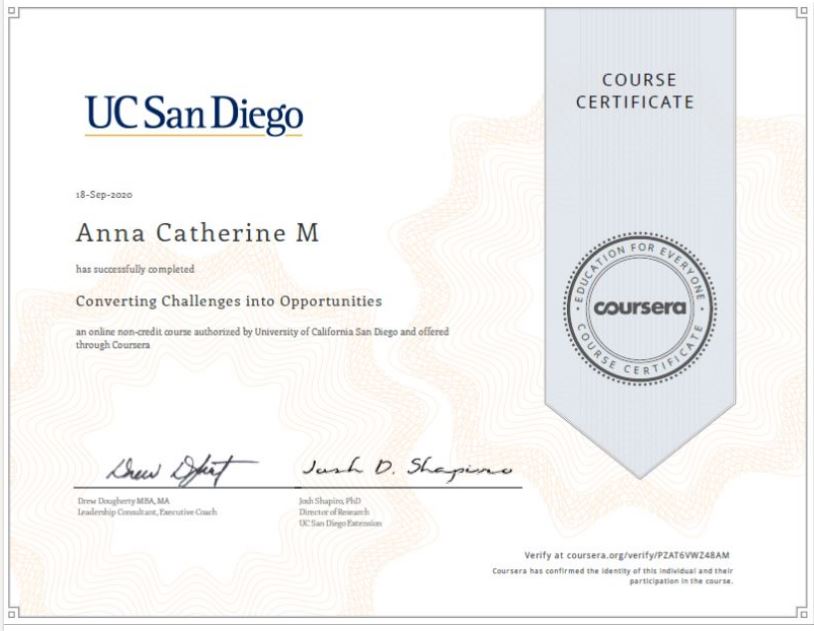 UC San Diego
COURSE
CERTIFICATE
18-Sep-2020
Anna Catherine M
has successfully completed
Converting Challenges into Opportunities
an online non-credit course authorized by University of California San Diego and offered
through Coursera
EDUCATION FOR EVERYONE
coursera
COURSE CERTIFICATE
Josh D. Shapiro
Drew Dougherty MBA, MA
Leadership Consultant, Executive Coach
Josh Shapiro, PhD
Director of Research
UC San Diego Extension
Verify at coursera.org/verify/PZAT6VWZ48AM
Coursera has confirmed the identity of this individual and their
participation in the course.